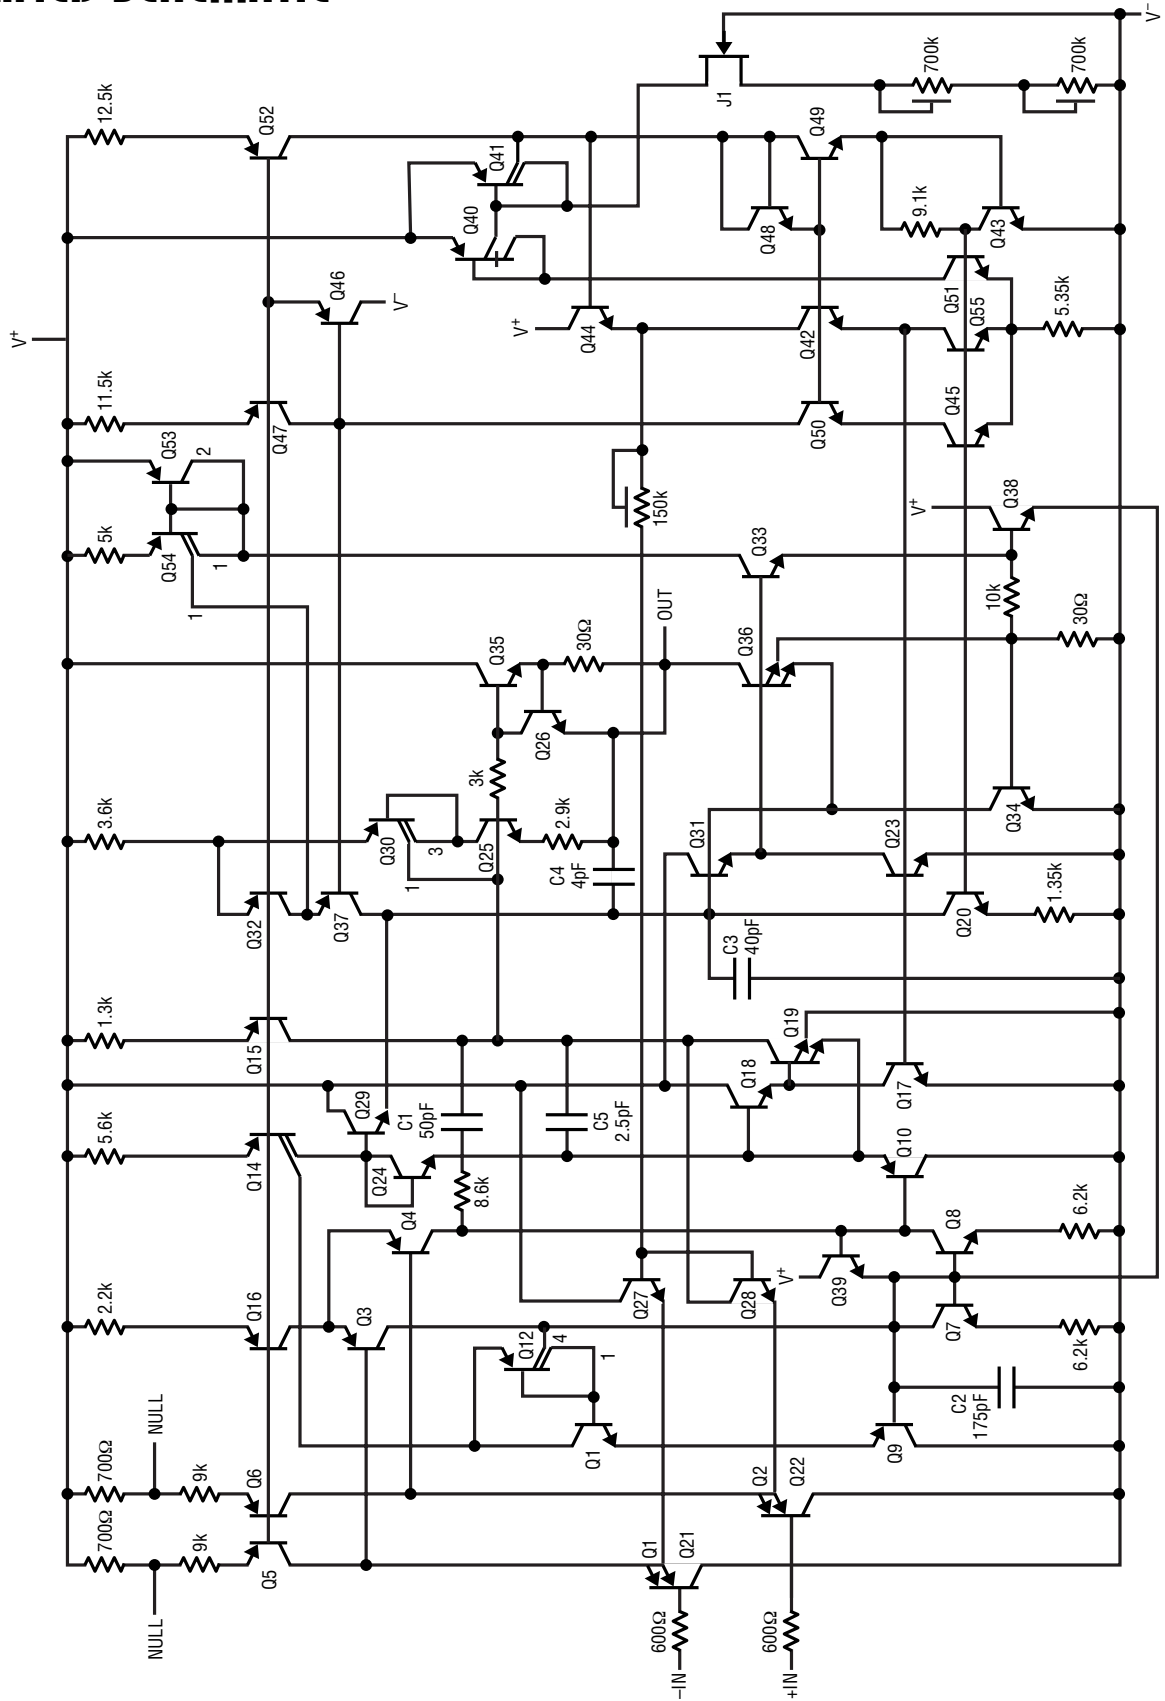 V+
V−
12.5k
Q52
Q41
Q40
J1
700k
700k
Q49
Q48
9.1k
Q43
Q46
V−
V+
Q44
Q42
Q51
Q55
5.35k
11.5k
Q47
Q50
Q45
Q53
2
5k
Q54
1
1
150k
Q33
V+
Q38
10k
30Ω
Q35
30Ω
OUT
Q36
Q26
3k
3.6k
Q30
3
1
Q25
2.9k
C4
4pF
Q31
Q23
Q34
Q32
Q37
Q20
1.35k
C3
40pF
1.3k
Q15
Q19
Q29
C1
50pF
C5
2.5pF
Q18
Q17
5.6k
Q14
Q24
8.6k
Q10
Q4
Q8
6.2k
2.2k
Q16
Q3
Q27
Q28
V+
Q39
Q7
6.2k
Q12
4
1
Q1
Q9
C2
175pF
NULL
700Ω
9k
Q6
Q2
Q22
700Ω
9k
Q5
Q1
Q21
NULL
600Ω
−IN
600Ω
+IN